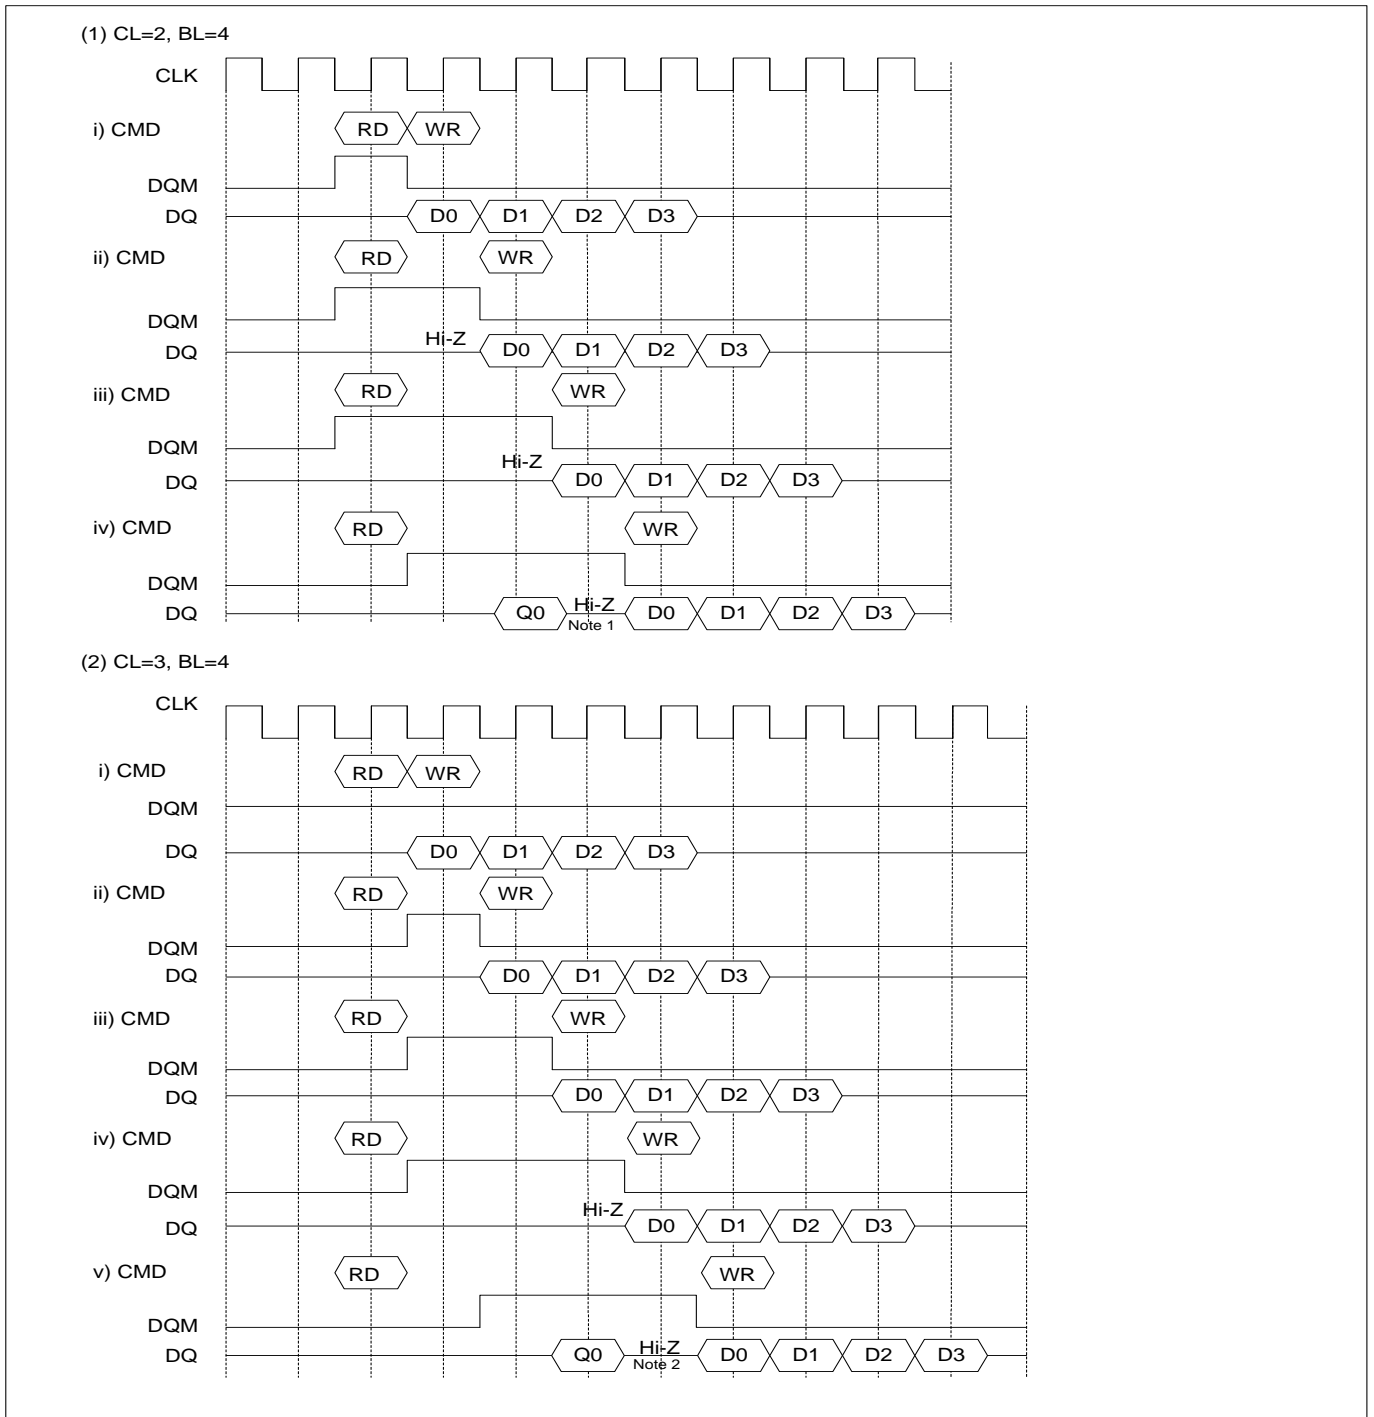 (1) CL=2, BL=4
CLK
i) CMD RD WR
DQM
DQ D0 D1 D2 D3
ii) CMD RD WR
DQM
Hi-Z
DQ D0 D1 D2 D3
iii) CMD RD WR
DQM
Hi-Z
DQ D0 D1 D2 D3
iv) CMD RD WR
DQM
DQ Q0 Hi-Z D0 D1 D2 D3
Note 1
(2) CL=3, BL=4
CLK
i) CMD RD WR
DQM
DQ D0 D1 D2 D3
ii) CMD RD WR
DQM
DQ D0 D1 D2 D3
iii) CMD RD WR
DQM
DQ D0 D1 D2 D3
iv) CMD RD WR
DQM
Hi-Z
DQ D0 D1 D2 D3
v) CMD RD WR
DQM
DQ Q0 Hi-Z D0 D1 D2 D3
Note 2